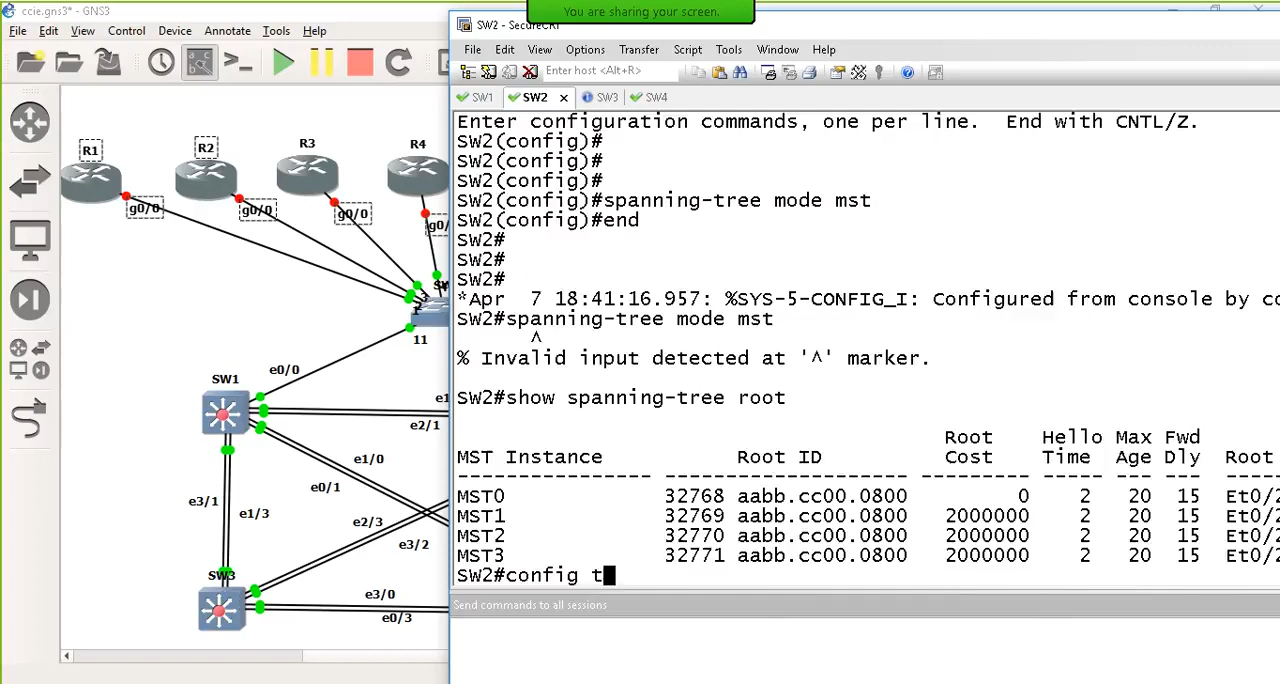 ccie.gns3* - GNS3
File Edit View Control Device Annotate Tools Help
R1
R2
R3
R4
g0/0
g0/0
g0/0
11
e0/0
SW1
e2/1
e1/0
e0/1
e3/1
e1/3
e2/3
e3/2
SW3
e3/0
e0/3
You are sharing your screen.
SW2 - SecureCRT
File Edit View Options Transfer Script Tools Window Help
Enter host <Alt+R>
SW1 SW2 SW3 SW4
Enter configuration commands, one per line.  End with CNTL/Z.
SW2(config)#
SW2(config)#
SW2(config)#
SW2(config)#spanning-tree mode mst
SW2(config)#end
SW2#
SW2#
SW2#
*Apr  7 18:41:16.957: %SYS-5-CONFIG_I: Configured from console by co
SW2#spanning-tree mode mst
^
% Invalid input detected at '^' marker.
SW2#show spanning-tree root
Root Hello Max Fwd
MST Instance Root ID Cost Time Age Dly Root
---------------- -------------------- --------- ----- --- --- ----
MST0 32768 aabb.cc00.0800 0 2 20 15 Et0/2
MST1 32769 aabb.cc00.0800 2000000 2 20 15 Et0/2
MST2 32770 aabb.cc00.0800 2000000 2 20 15 Et0/2
MST3 32771 aabb.cc00.0800 2000000 2 20 15 Et0/2
SW2#config t
Send commands to all sessions